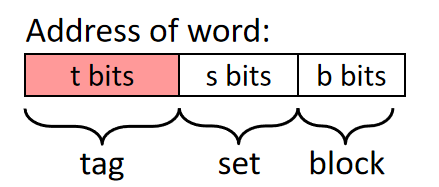 Address of word:
t bits s bits b bits
tag set block